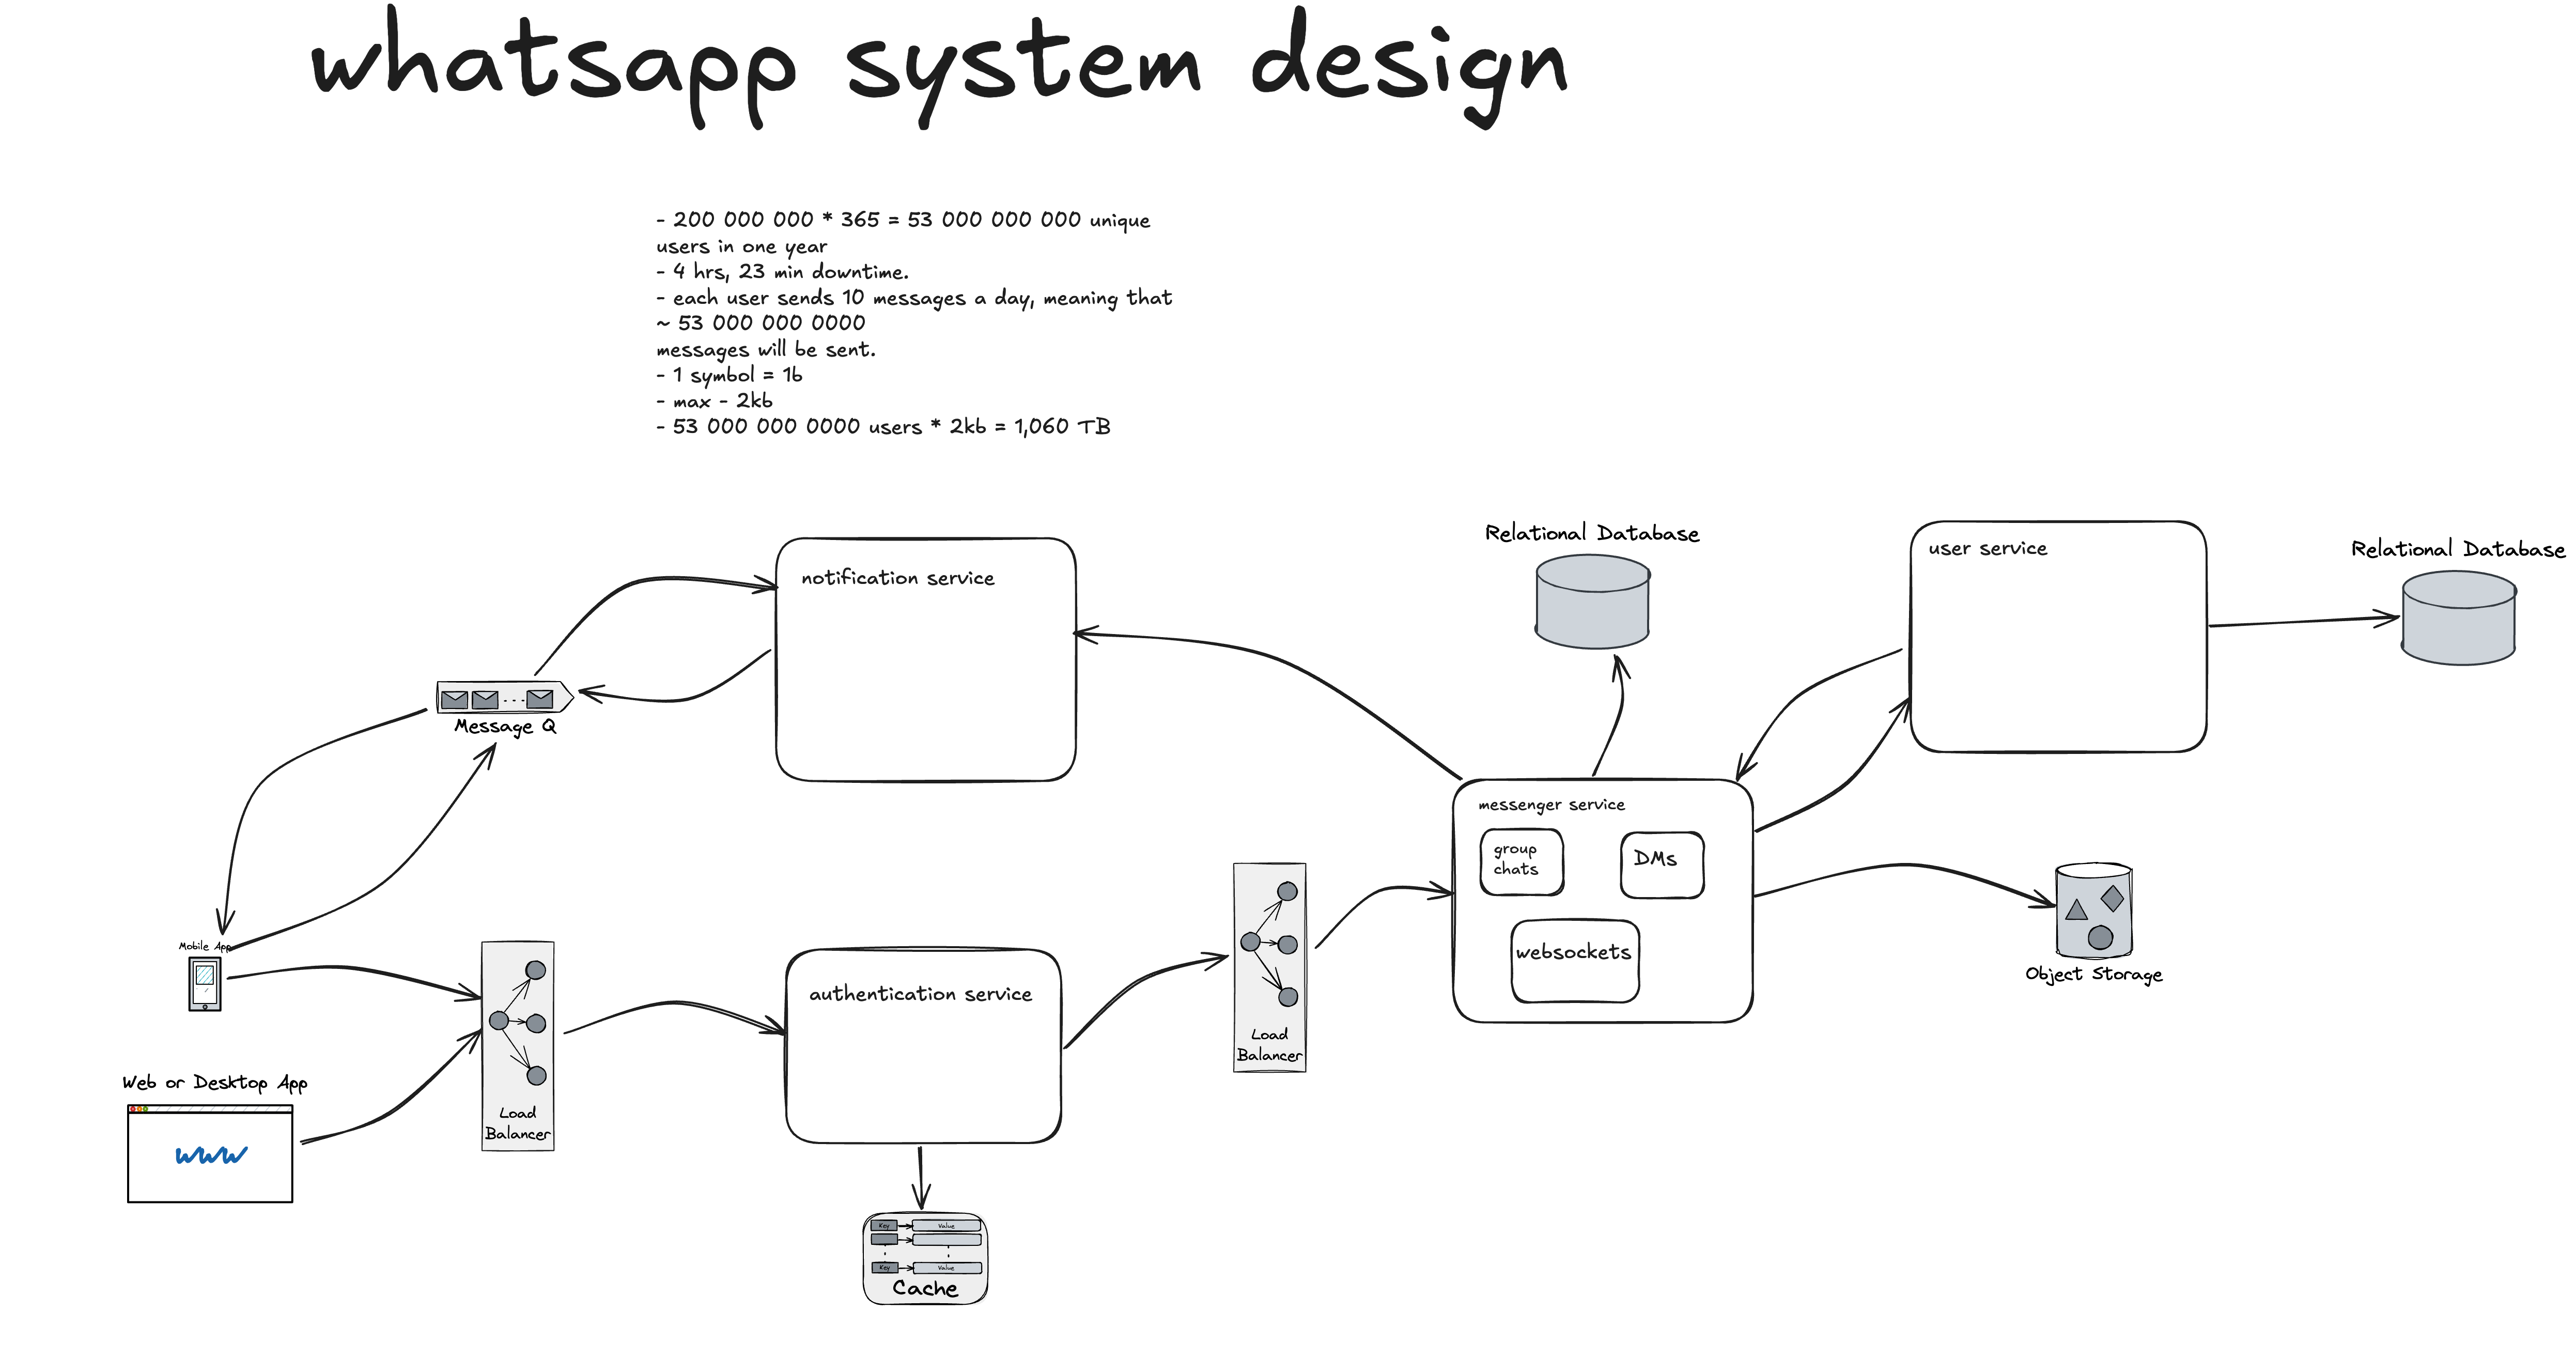 whatsapp system design
- 200 000 000 * 365 = 53 000 000 000 unique
users in one year
- 4 hrs, 23 min downtime.
- each user sends 10 messages a day, meaning that
~ 53 000 000 0000
messages will be sent.
- 1 symbol = 1b
- max - 2kb
- 53 000 000 0000 users * 2kb = 1,060 TB
Relational Database
user service
Relational Database
notification service
Message Q
messenger service
group
chats
DMs
websockets
Object Storage
Mobile App
authentication service
Load
Balancer
Web or Desktop App
www
Load
Balancer
Key
Value
Key
Value
Cache